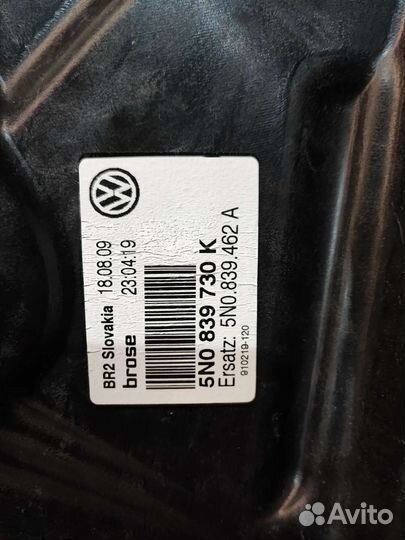 BR2 Slovakia 18.08.09
brose 23:04:19
5N0 839 730 K
Ersatz: 5N0.839.462 A
910219-120
Avito